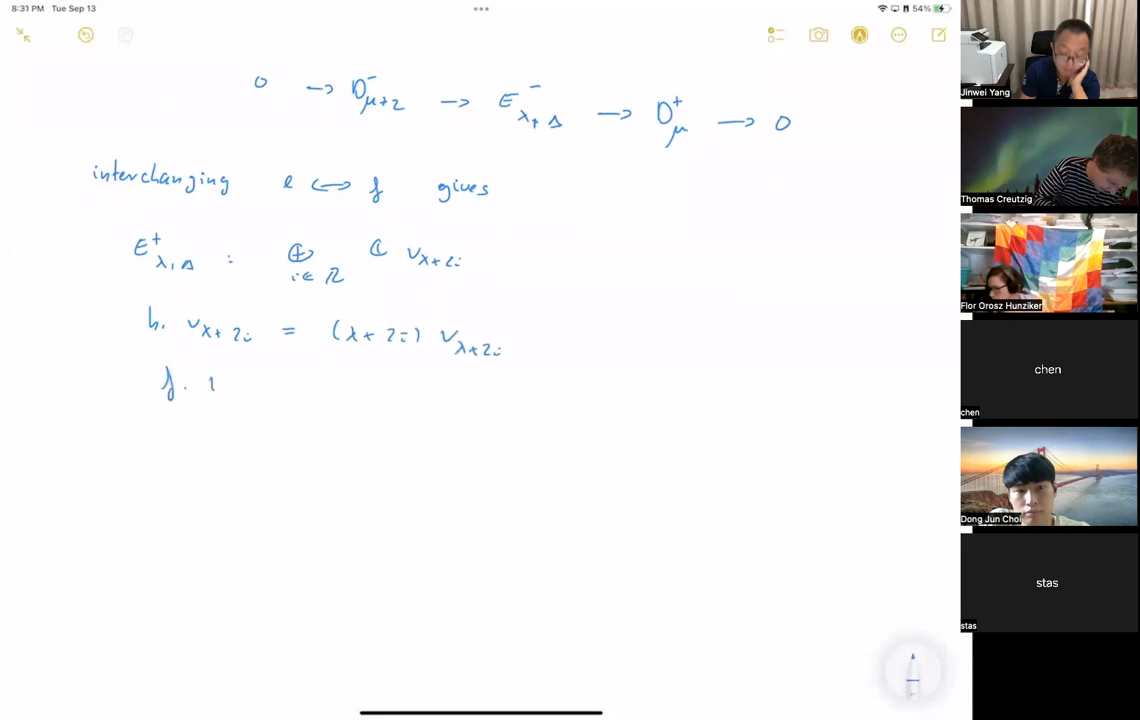 8:31 PM Tue Sep 13
54%
0 → D⁻_{μ+2} → E⁻_{λ,Δ} → D⁺_μ → 0
interchanging e ↔ f gives
E⁺_{λ,Δ} : ⊕_{i∈ℤ} ℂ v_{λ+2i}
h. v_{λ+2i} = (λ+2i) v_{λ+2i}
f.
Jinwei Yang
Thomas Creutzig
Flor Orosz Hunziker
chen
chen
Dong Jun Choi
stas
stas